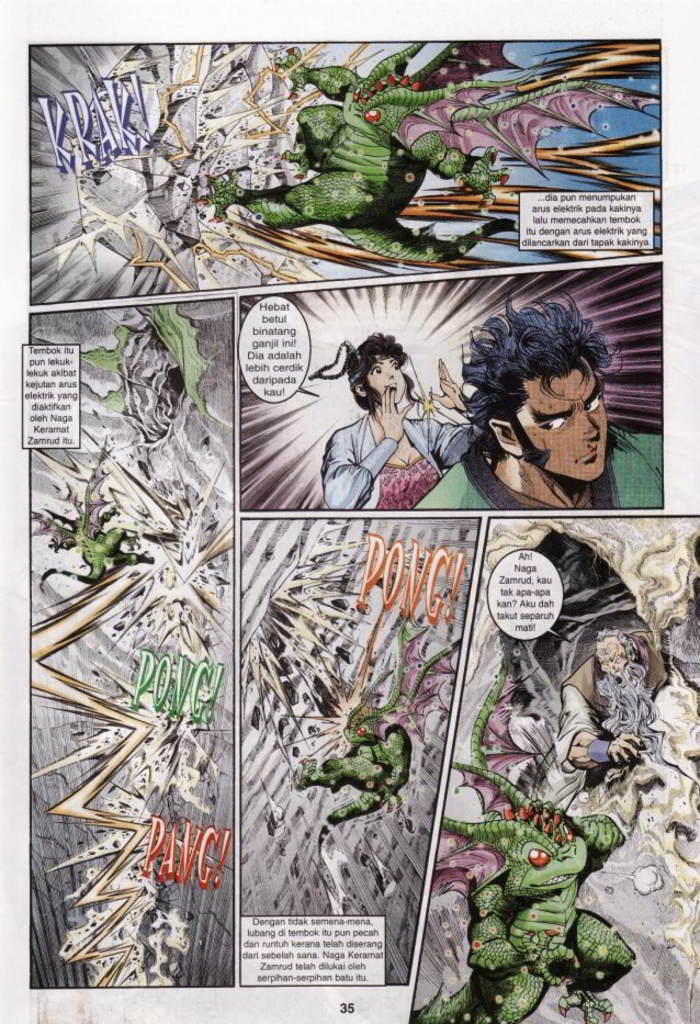 KRAK!
...dia pun menumpukan
arus elektrik pada kakinya
lalu memecahkan tembok
itu dengan arus elektrik yang
dilancarkan dari tapak kakinya.
Tembok itu
pun lekuk-
lekuk akibat
kejutan arus
elektrik yang
diaktifkan
oleh Naga
Keramat
Zamrud itu.
PONG!
PANG!
Hebat
betul
binatang
ganjil ini!
Dia adalah
lebih cerdik
daripada
kau!
PONG!
Dengan tidak semena-mena,
lubang di tembok itu pun pecah
dan runtuh kerana telah diserang
dari sebelah sana. Naga Keramat
Zamrud telah dilukai oleh
serpihan-serpihan batu itu.
Ah!
Naga
Zamrud, kau
tak apa-apa
kan? Aku dah
takut separuh
mati!
35